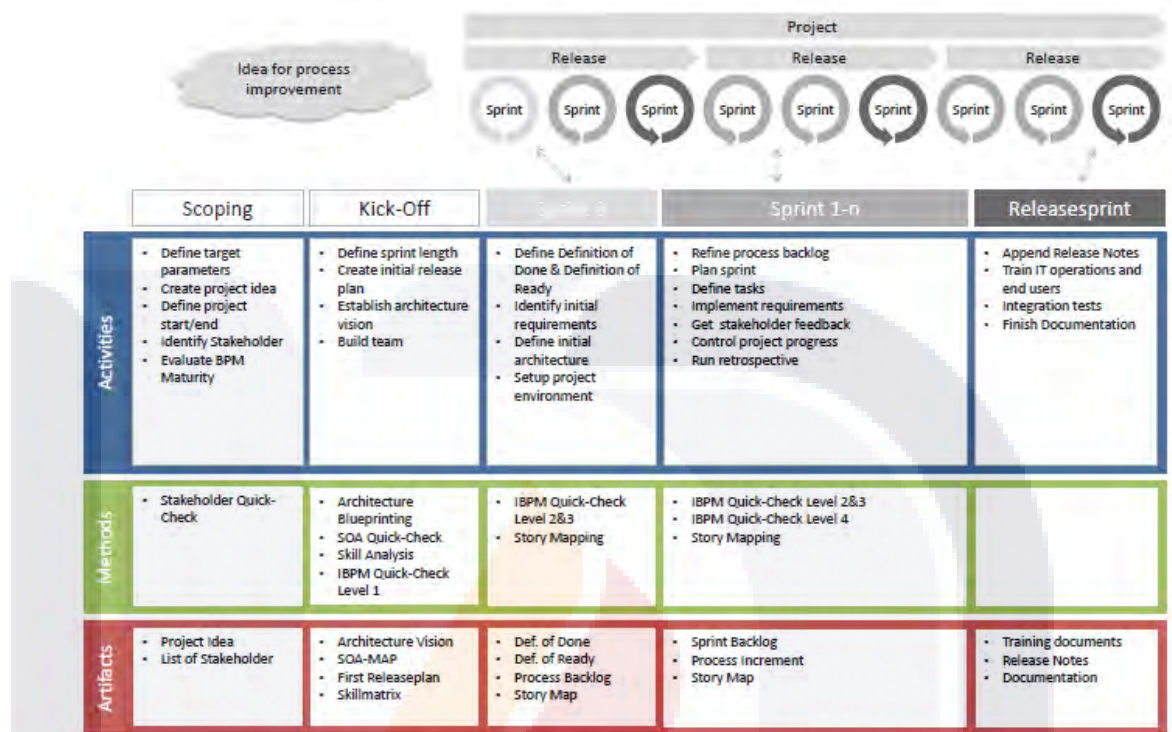 Project
Release Release Release
Idea for process
improvement
Sprint Sprint Sprint Sprint Sprint Sprint Sprint Sprint Sprint
Scoping
Kick-Off
Sprint 1-n
Releasesprint
Activities
• Define target
parameters
• Create project idea
• Define project
start/end
• Identify Stakeholder
• Evaluate BPM
Maturity
• Define sprint length
• Create initial release
plan
• Establish architecture
vision
• Build team
• Define Definition of
Done & Definition of
Ready
• Identify initial
requirements
• Define initial
architecture
• Setup project
environment
• Refine process backlog
• Plan sprint
• Define tasks
• Implement requirements
• Get stakeholder feedback
• Control project progress
• Run retrospective
• Append Release Notes
• Train IT operations and
end users
• Integration tests
• Finish Documentation
Methods
• Stakeholder Quick-
Check
• Architecture
Blueprinting
• SOA Quick-Check
• Skill Analysis
• IBPM Quick-Check
Level 1
• IBPM Quick-Check
Level 2&3
• Story Mapping
• IBPM Quick-Check Level 2&3
• IBPM Quick-Check Level 4
• Story Mapping
Artifacts
• Project Idea
• List of Stakeholder
• Architecture Vision
• SOA-MAP
• First Releaseplan
• Skillmatrix
• Def. of Done
• Def. of Ready
• Process Backlog
• Story Map
• Sprint Backlog
• Process Increment
• Story Map
• Training documents
• Release Notes
• Documentation